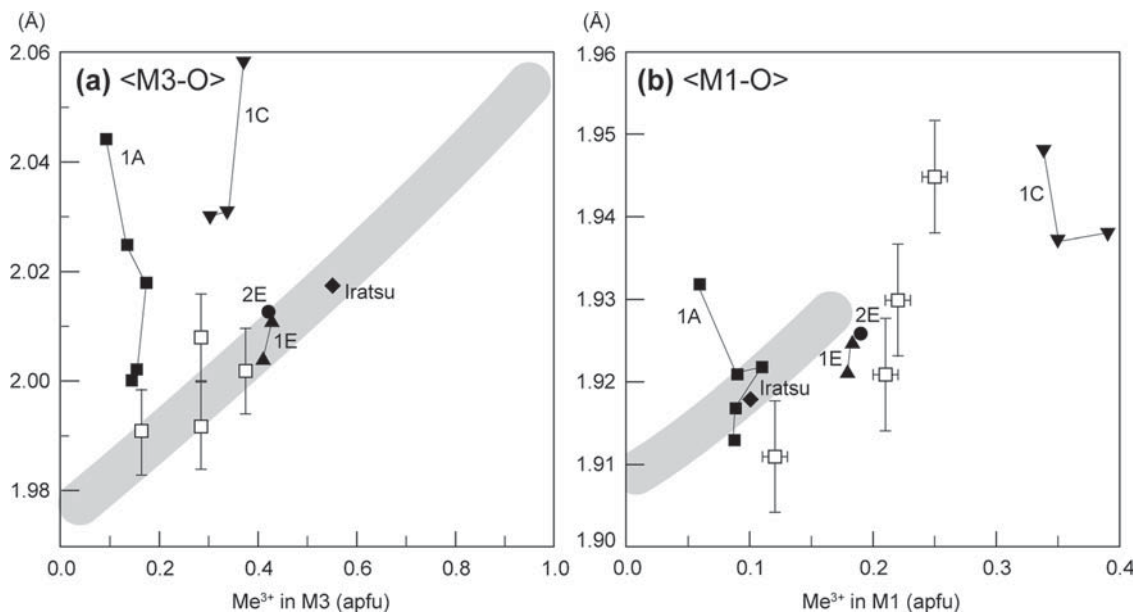 (Å)
(a) <M3-O>
2.06
2.04
2.02
2.00
1.98
1A
1C
2E
1E
Iratsu
0.0 0.2 0.4 0.6 0.8 1.0
Me³⁺ in M3 (apfu)
(Å)
(b) <M1-O>
1.96
1.95
1.94
1.93
1.92
1.91
1.90
1A
1C
2E
1E
Iratsu
0.0 0.1 0.2 0.3 0.4
Me³⁺ in M1 (apfu)